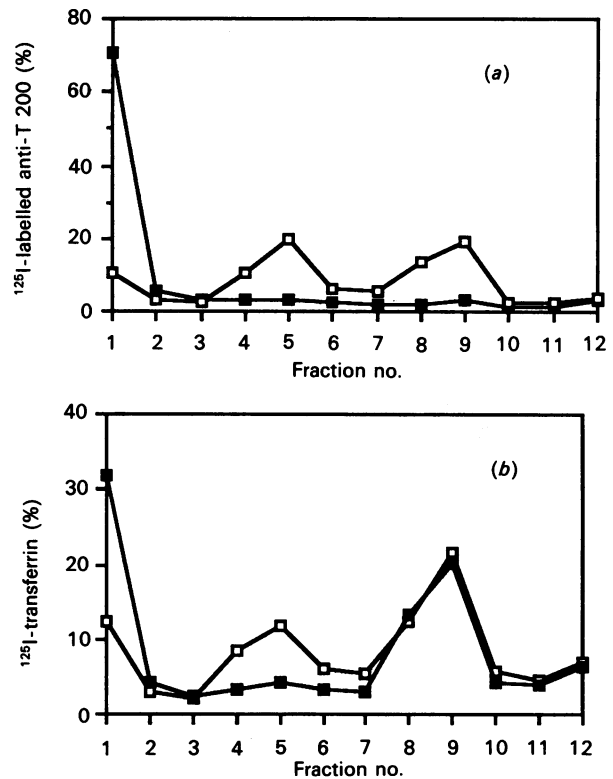 80
60
40
20
0
¹²⁵I-labelled anti-T 200 (%)
(a)
1 2 3 4 5 6 7 8 9 10 11 12
Fraction no.
40
30
20
10
0
¹²⁵I-transferrin (%)
(b)
1 2 3 4 5 6 7 8 9 10 11 12
Fraction no.